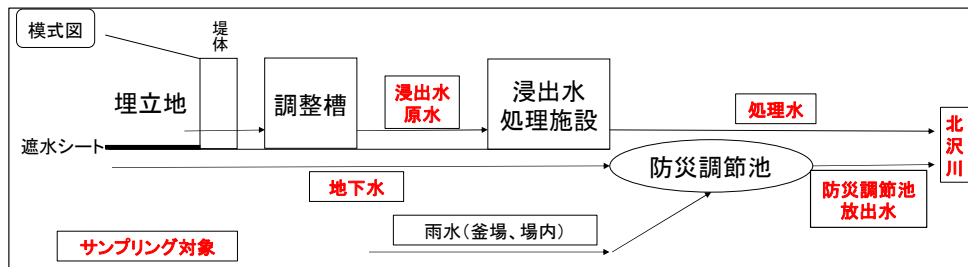 模式図
堤体
埋立地
調整槽
浸出水
原水
浸出水
処理施設
処理水
北沢川
遮水シート
地下水
防災調節池
防災調節池
放出水
雨水（釜場、場内）
サンプリング対象